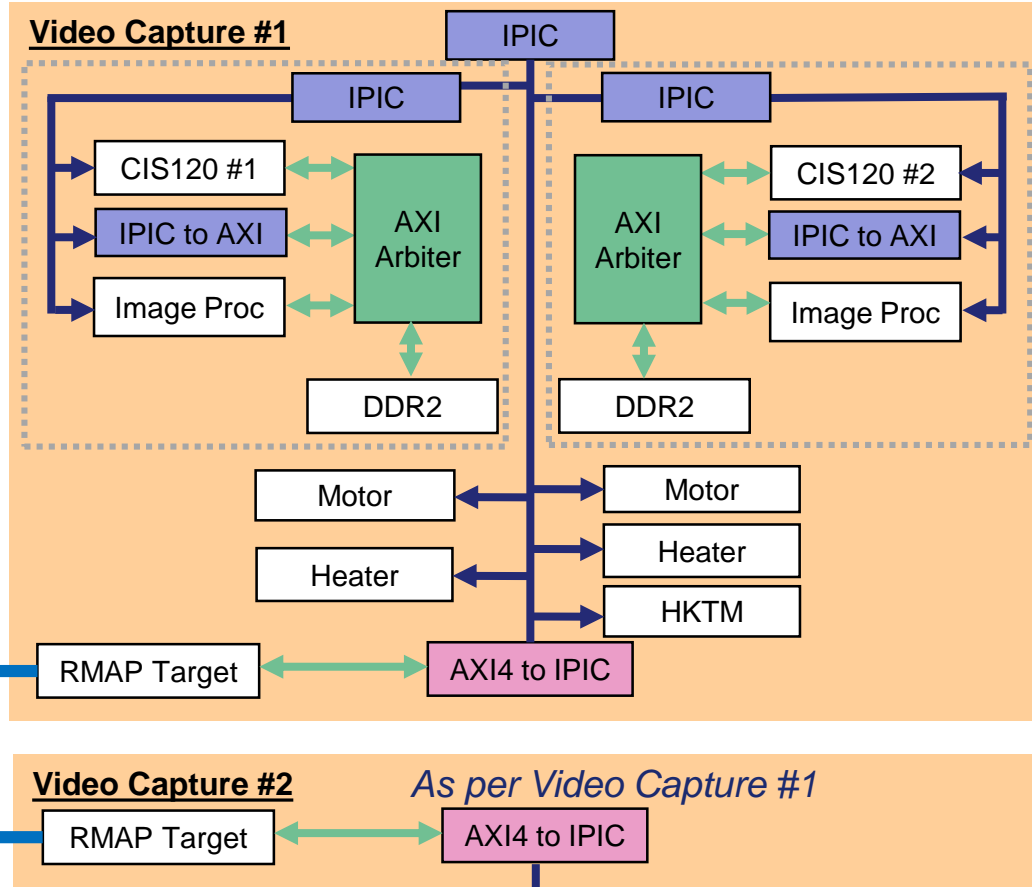 Video Capture #1
IPIC
IPIC
IPIC
CIS120 #1
IPIC to AXI
Image Proc
AXI
Arbiter
DDR2
AXI
Arbiter
CIS120 #2
IPIC to AXI
Image Proc
DDR2
Motor
Motor
Heater
Heater
HKTM
RMAP Target
AXI4 to IPIC
Video Capture #2
As per Video Capture #1
RMAP Target
AXI4 to IPIC